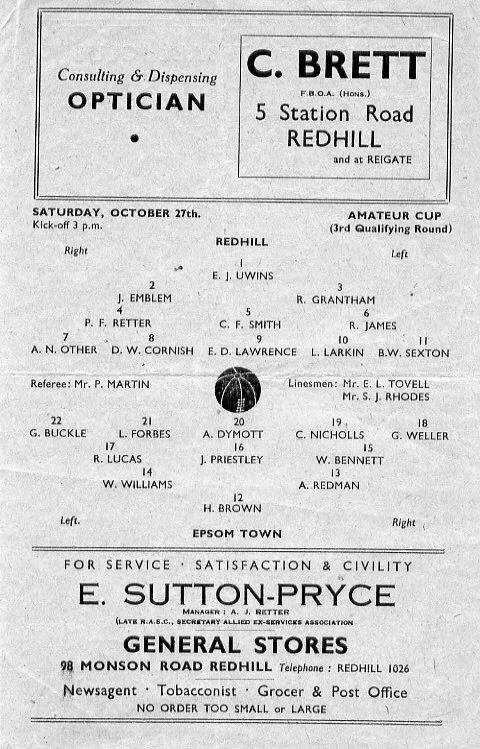 Consulting & Dispensing
OPTICIAN
C. BRETT
F.B.O.A. (HONS.)
5 Station Road
REDHILL
and at REIGATE
SATURDAY, OCTOBER 27th.
Kick-off 3 p.m.
AMATEUR CUP
(3rd Qualifying Round)
Right
REDHILL
Left
1
E. J. UWINS
2 3
J. EMBLEM R. GRANTHAM
4 5 6
P. F. RETTER C. F. SMITH R. JAMES
7 8 9 10 11
A. N. OTHER D. W. CORNISH E. D. LAWRENCE L. LARKIN B.W. SEXTON
Referee: Mr. P. MARTIN
Linesmen: Mr. E. L. TOVELL
Mr. S. J. RHODES
22 21 20 19 18
G. BUCKLE L. FORBES A. DYMOTT C. NICHOLLS G. WELLER
17 16 15
R. LUCAS J. PRIESTLEY W. BENNETT
14 13
W. WILLIAMS A. REDMAN
12
H. BROWN
Left.
EPSOM TOWN
Right
FOR SERVICE · SATISFACTION & CIVILITY
E. SUTTON-PRYCE
MANAGER : A. J. RETTER
(LATE R.A.S.C., SECRETARY ALLIED EX-SERVICES ASSOCIATION
GENERAL STORES
98 MONSON ROAD REDHILL Telephone : REDHILL 1026
Newsagent · Tobacconist · Grocer & Post Office
NO ORDER TOO SMALL or LARGE